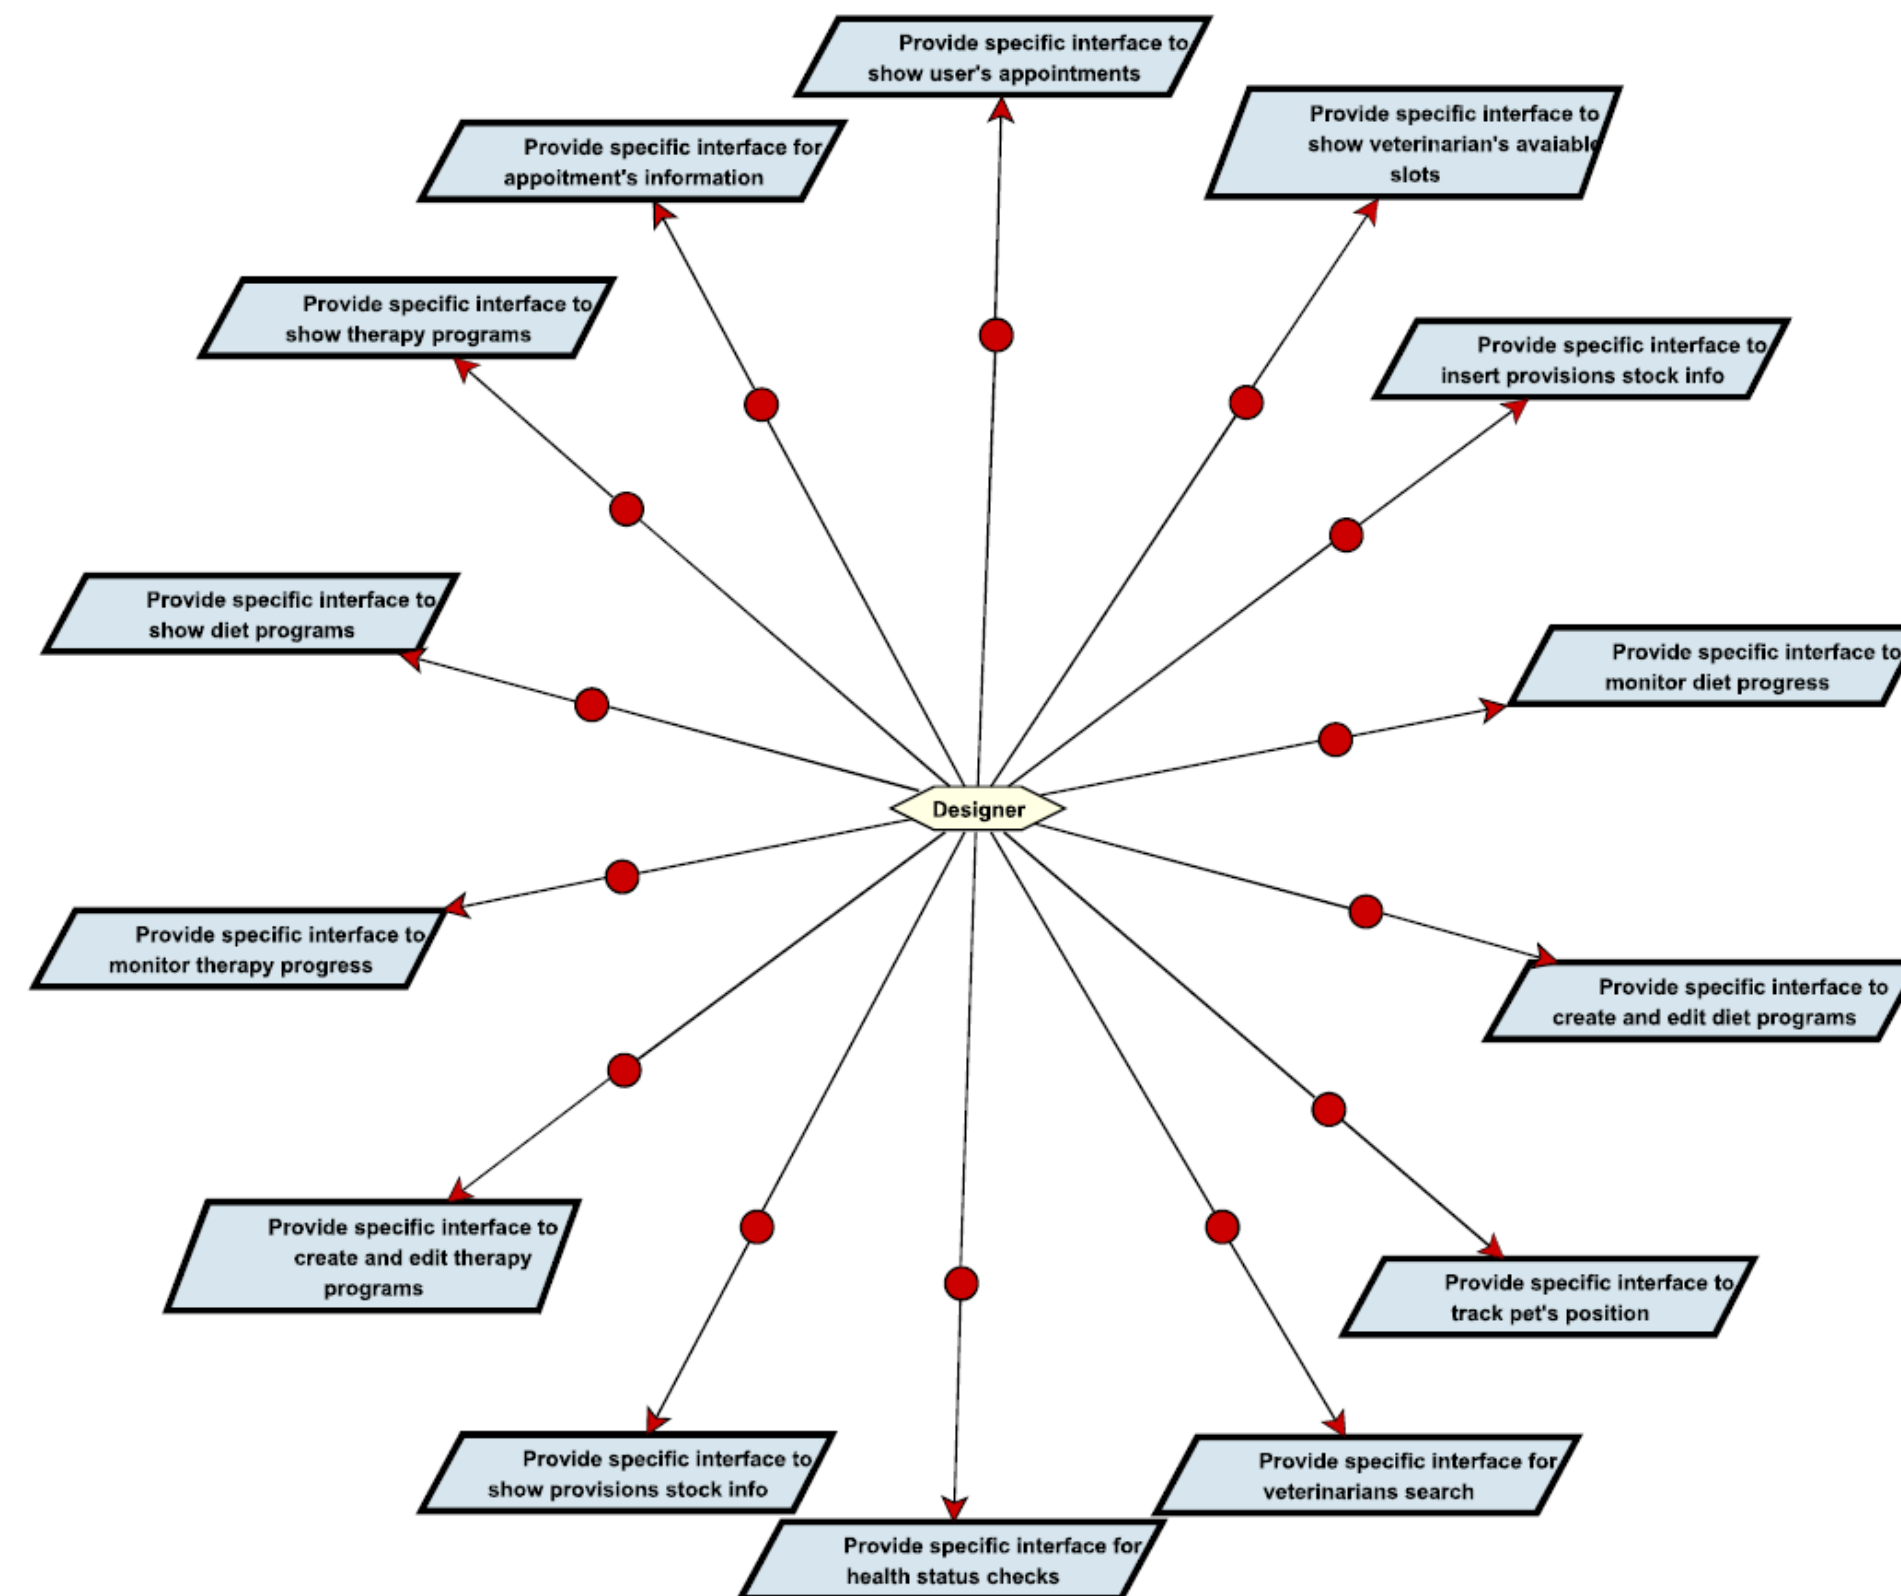 Provide specific interface to
show user's appointments
Provide specific interface to
show veterinarian's avaiable
slots
Provide specific interface for
appoitment's information
Provide specific interface to
show therapy programs
Provide specific interface to
insert provisions stock info
Provide specific interface to
show diet programs
Provide specific interface to
monitor diet progress
Designer
Provide specific interface to
monitor therapy progress
Provide specific interface to
create and edit diet programs
Provide specific interface to
create and edit therapy
programs
Provide specific interface to
track pet's position
Provide specific interface to
show provisions stock info
Provide specific interface for
veterinarians search
Provide specific interface for
health status checks